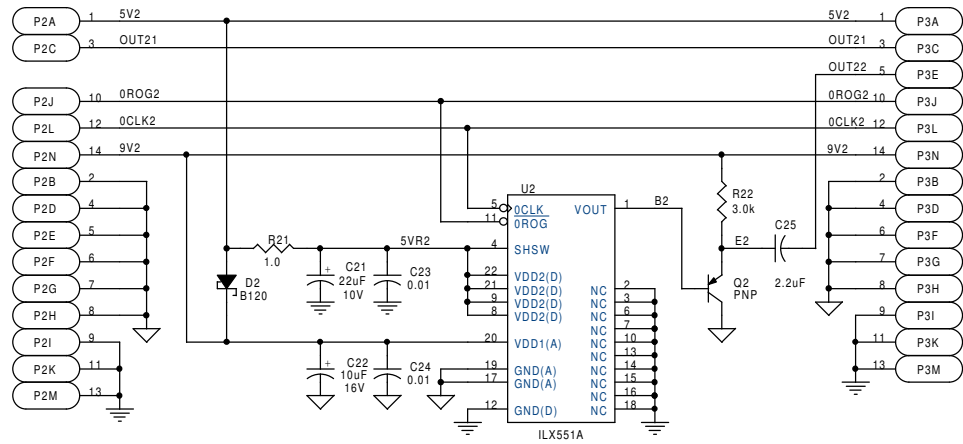 P2A 1 5V2 5V2 1 P3A
P2C 3 OUT21 OUT21 3 P3C
OUT22 5 P3E
P2J 10 0ROG2 0ROG2 10 P3J
P2L 12 0CLK2 0CLK2 12 P3L
P2N 14 9V2 9V2 14 P3N
P2B 2 2 P3B
P2D 4 4 P3D
P2E 5 6 P3F
P2F 6 7 P3G
P2G 7 8 P3H
P2H 8 9 P3I
P2I 9 11 P3K
P2K 11 13 P3M
P2M 13
U2
5 0CLK VOUT 1 B2
11 0ROG
4 SHSW
22 VDD2(D)
21 VDD2(D) NC 2
9 VDD2(D) NC 3
8 VDD2(D) NC 6
NC 7
20 VDD1(A) NC 10
NC 13
19 GND(A) NC 14
17 GND(A) NC 15
NC 16
12 GND(D) NC 18
ILX551A
R21
1.0
5VR2
C21
22uF
10V
C23
0.01
D2
B120
C22
10uF
16V
C24
0.01
R22
3.0k
E2
C25
2.2uF
Q2
PNP